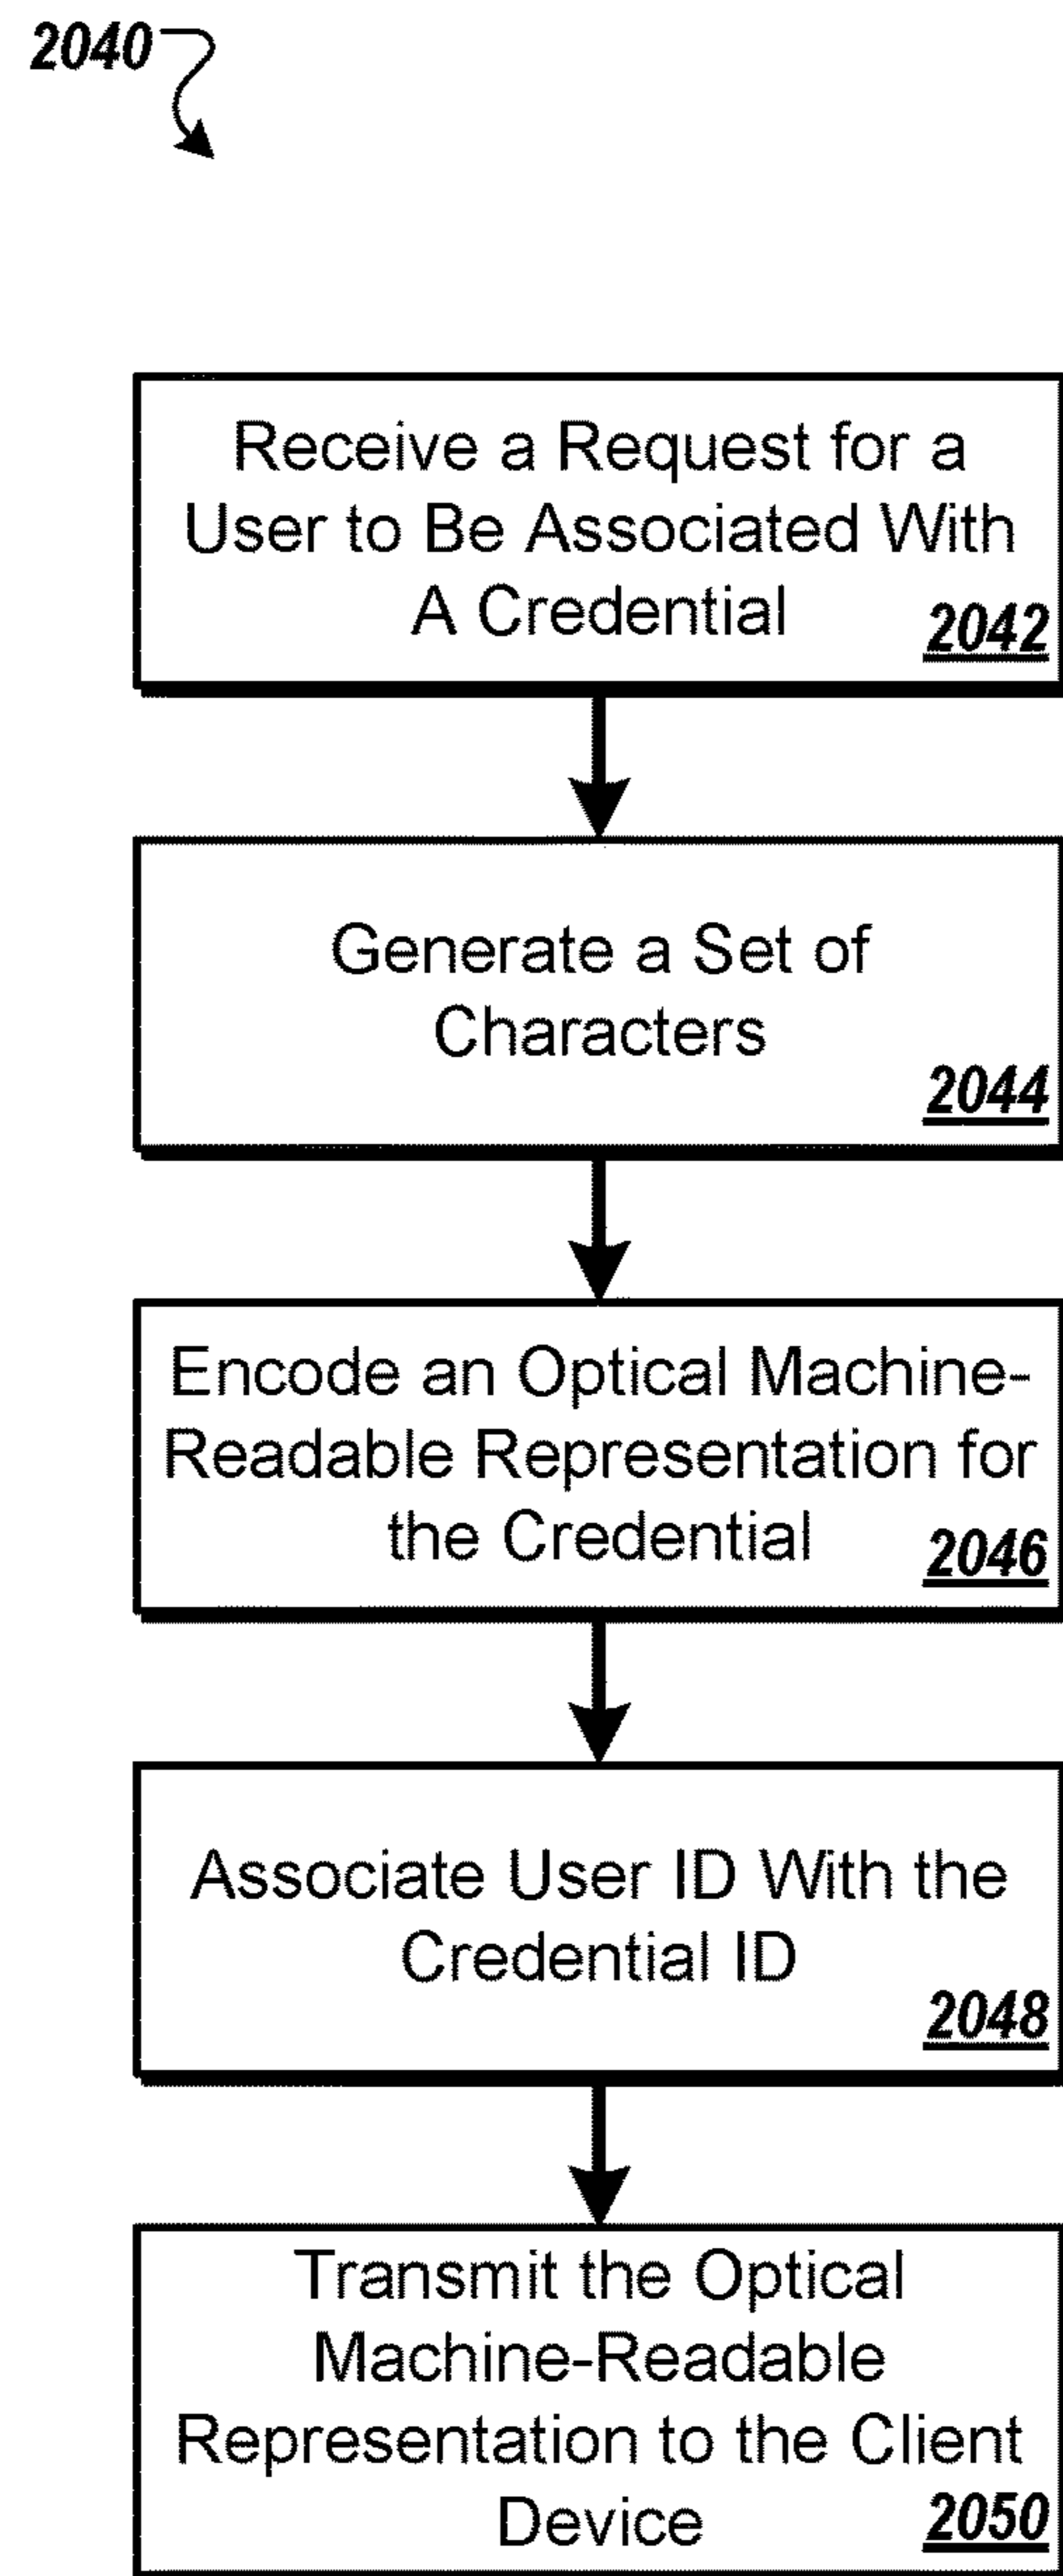 2040
Receive a Request for a
User to Be Associated With
A Credential
2042
Generate a Set of
Characters
2044
Encode an Optical Machine-
Readable Representation for
the Credential
2046
Associate User ID With the
Credential ID
2048
Transmit the Optical
Machine-Readable
Representation to the Client
Device
2050